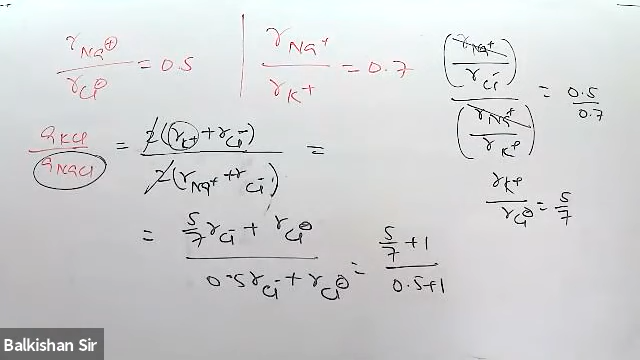 r_Na⊕ / r_Cl⊖ = 0.5
r_Na⁺ / r_K⁺ = 0.7
(r_Na⁺ / r_Cl⁻) / (r_Na⁺ / r_K⁺) = 0.5 / 0.7
r_K⁺ / r_Cl⊖ = 5/7
a_KCl / a_NaCl = 2(r_K⁺ + r_Cl⁻) / 2(r_Na⁺ + r_Cl⁻) =
= (5/7 r_Cl⁻ + r_Cl⊖) / (0.5 r_Cl⁻ + r_Cl⊖) = (5/7 + 1) / (0.5 + 1)
Balkishan Sir